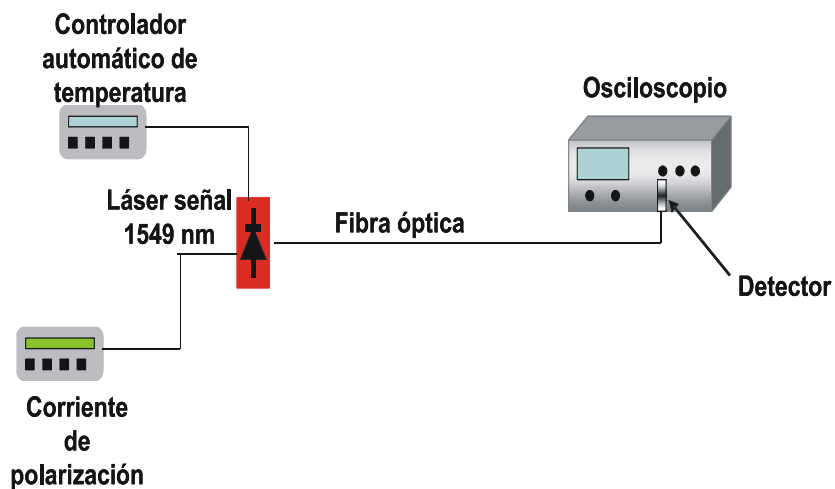 Controlador
automático de
temperatura
Osciloscopio
Láser señal
1549 nm
Fibra óptica
Detector
Corriente
de
polarización